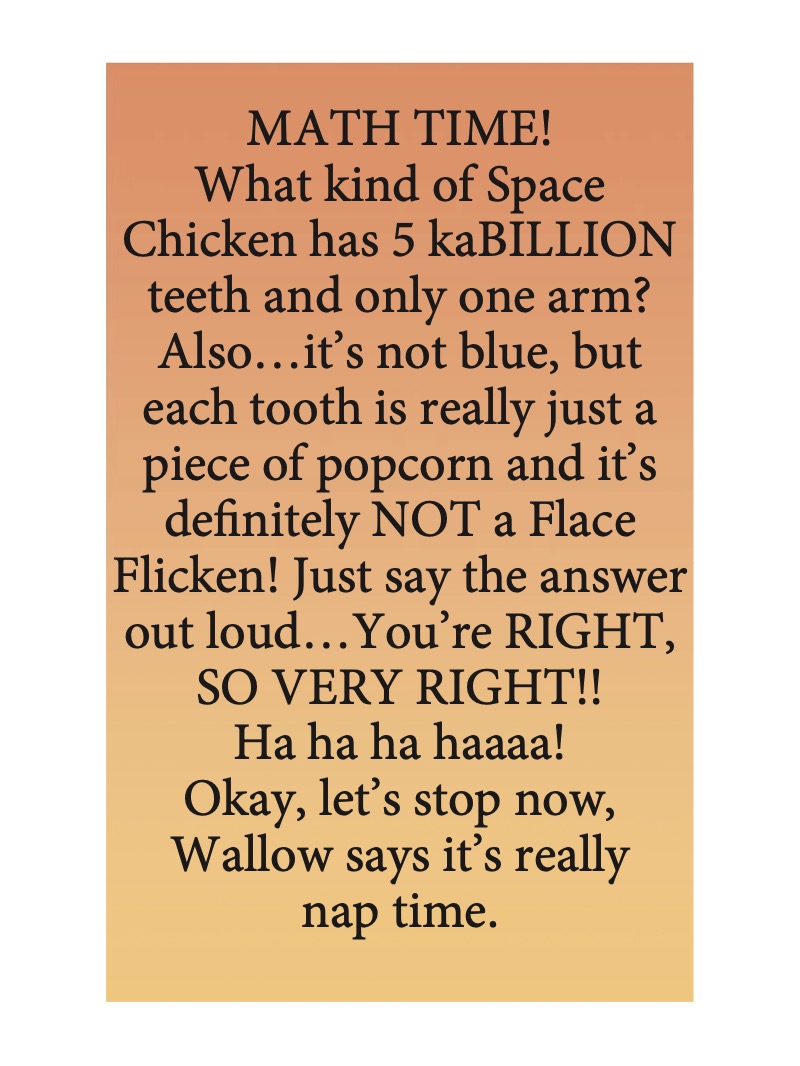 MATH TIME!
What kind of Space
Chicken has 5 kaBILLION
teeth and only one arm?
Also…it’s not blue, but
each tooth is really just a
piece of popcorn and it’s
definitely NOT a Flace
Flicken! Just say the answer
out loud…You’re RIGHT,
SO VERY RIGHT!!
Ha ha ha haaaa!
Okay, let’s stop now,
Wallow says it’s really
nap time.